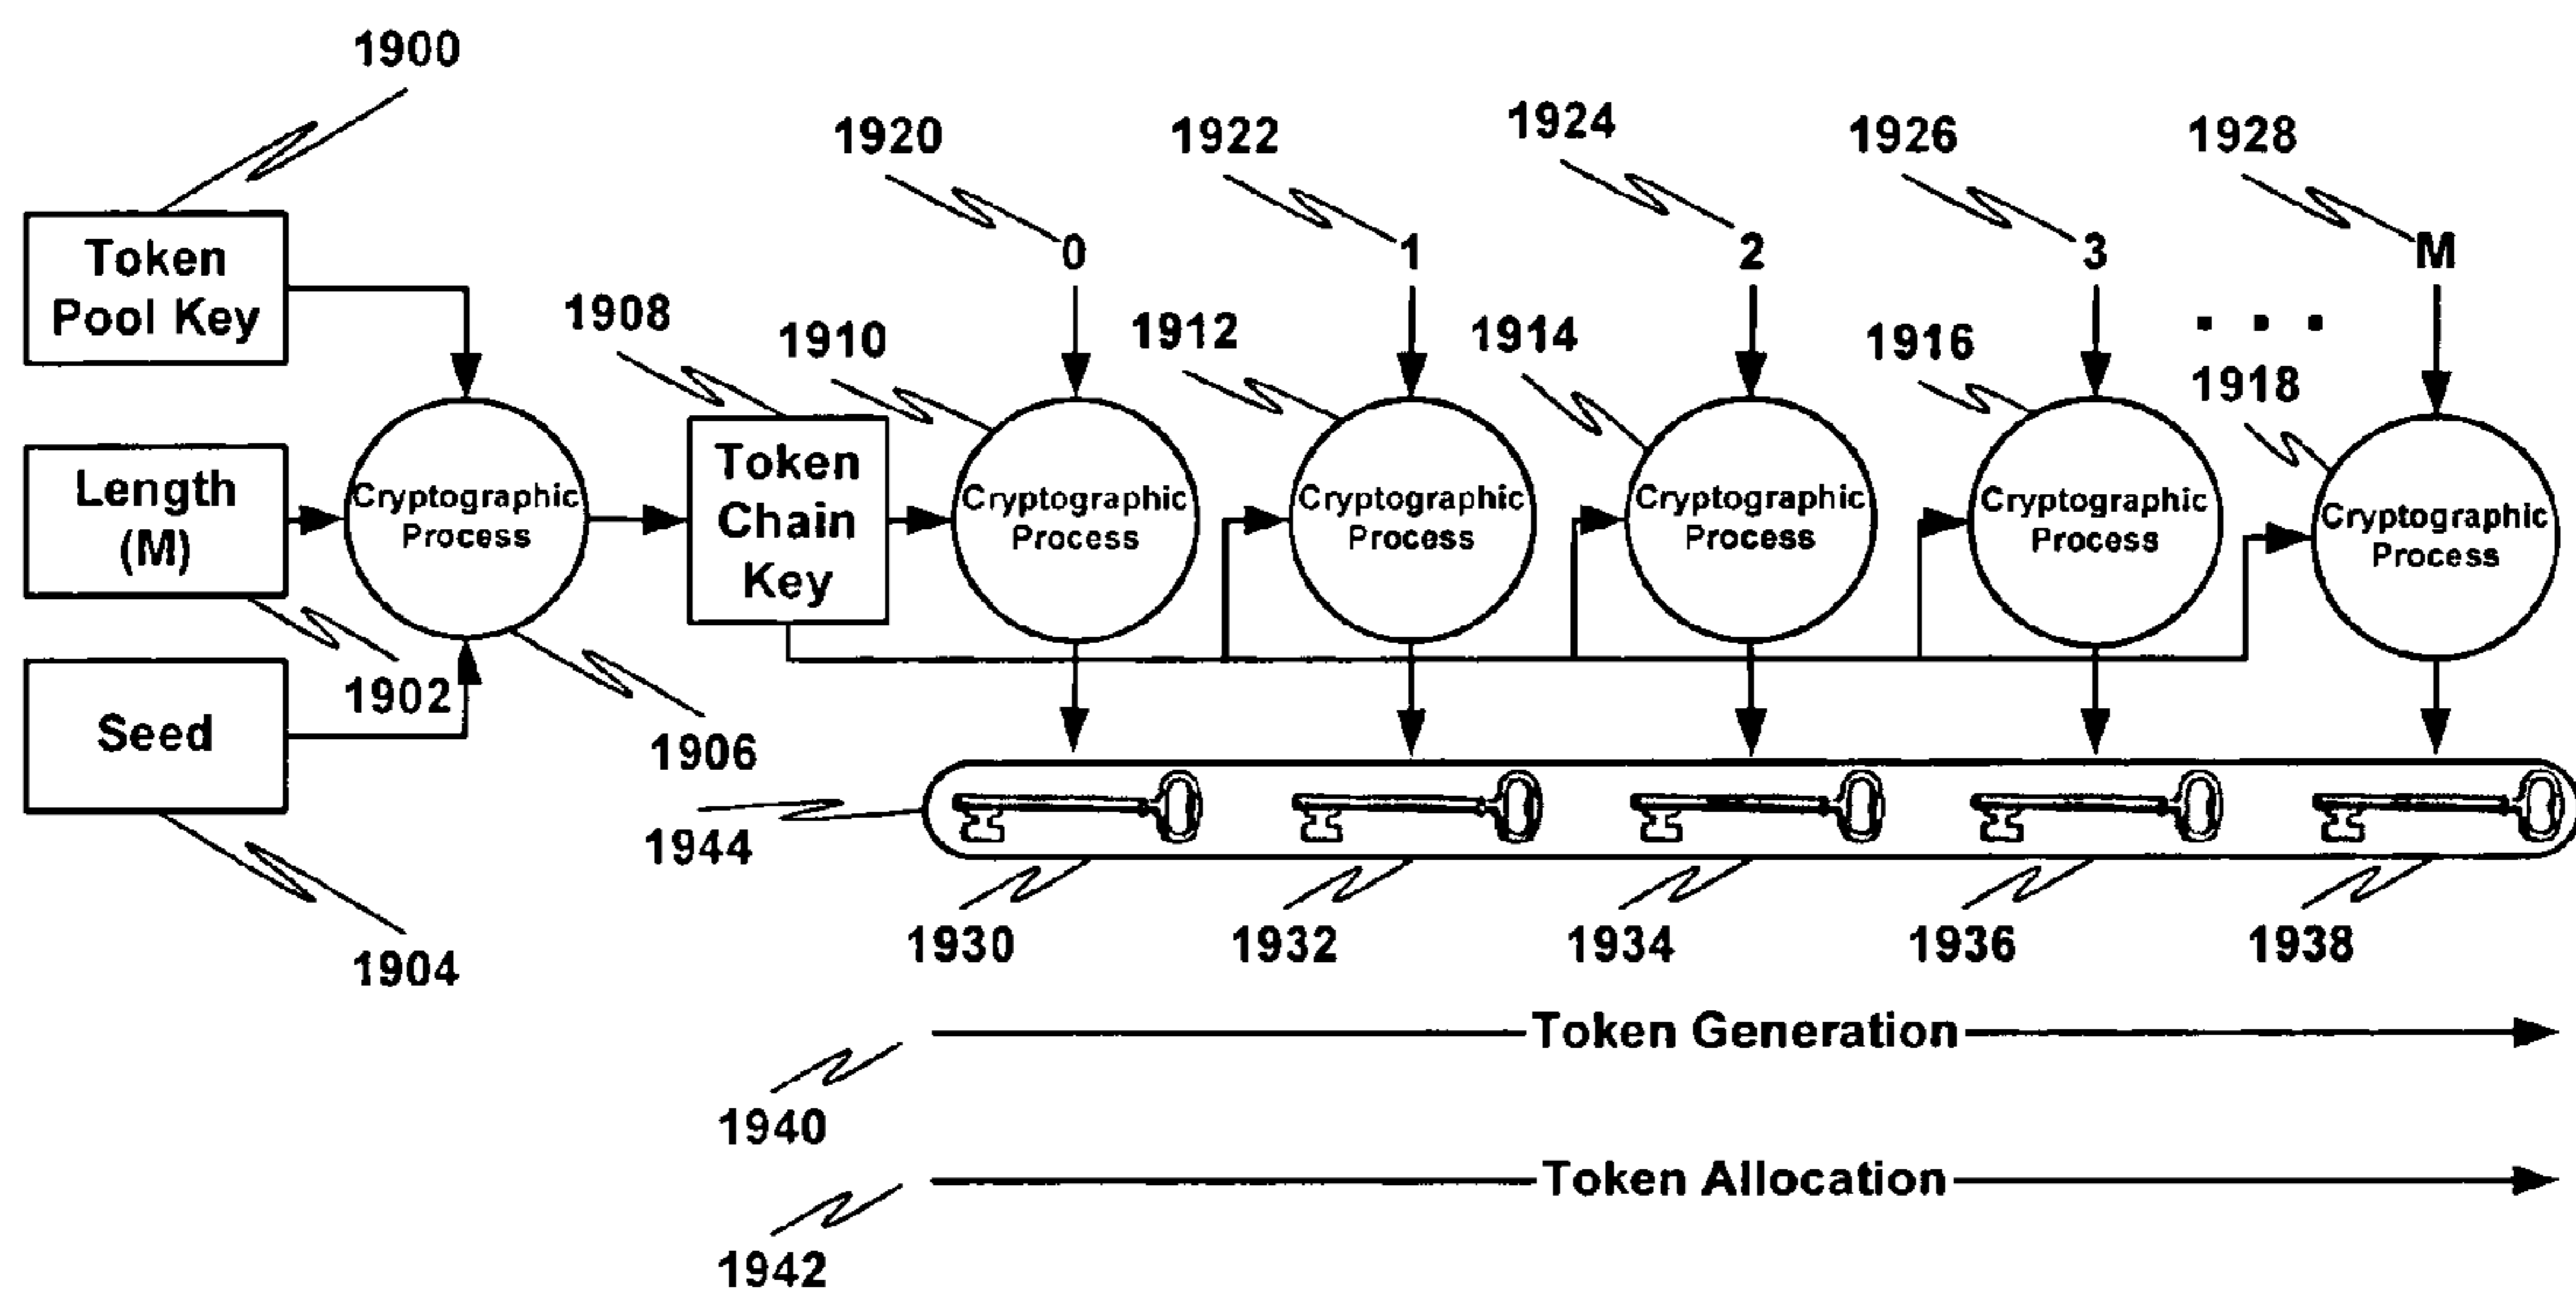 1900
1920
1922
1924
1926
1928
Token
Pool Key
0
1
2
3
M
1908
1910
1912
1914
1916
. . .
1918
Length
(M)
Cryptographic
Process
Token
Chain
Key
Cryptographic
Process
Cryptographic
Process
Cryptographic
Process
Cryptographic
Process
Cryptographic
Process
1902
Seed
1906
1904
1944
1930
1932
1934
1936
1938
Token Generation
1940
Token Allocation
1942